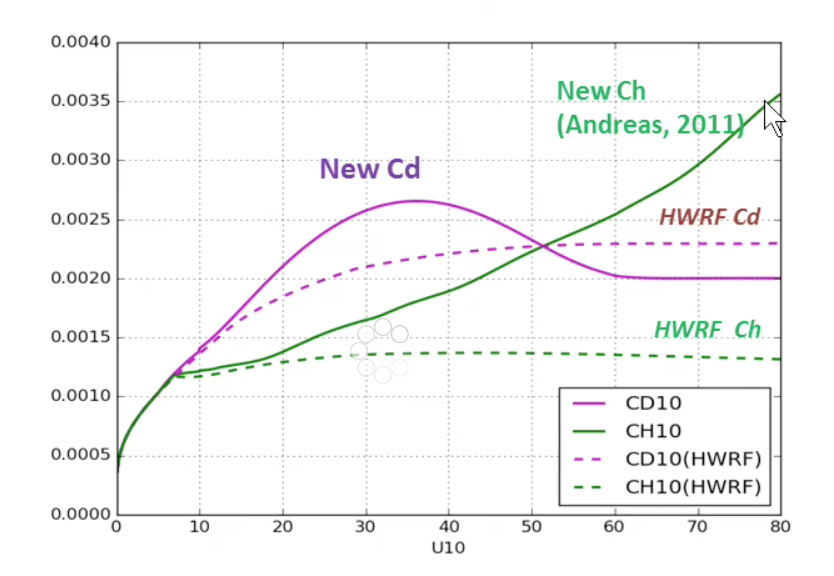 0.0040
0.0035
0.0030
0.0025
0.0020
0.0015
0.0010
0.0005
0.0000
New Ch
(Andreas, 2011)
New Cd
HWRF Cd
HWRF Ch
CD10
CH10
CD10(HWRF)
CH10(HWRF)
0 10 20 30 40 50 60 70 80
U10